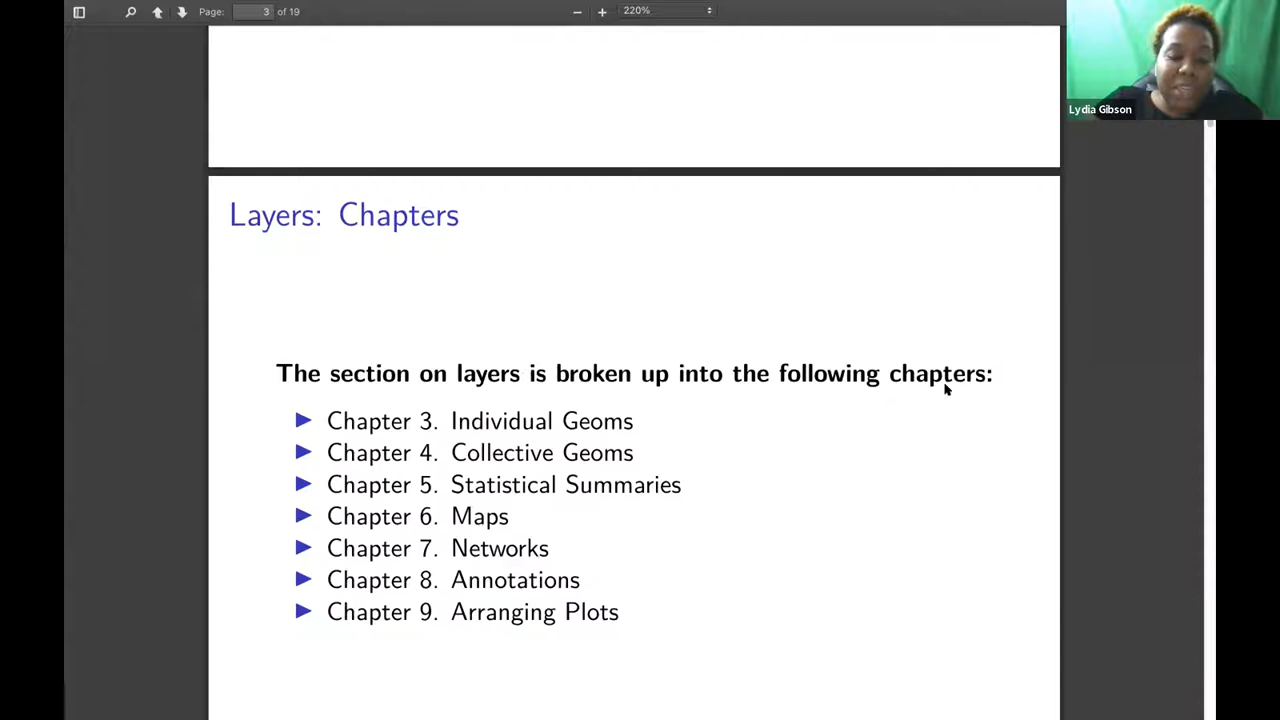 Page: 3 of 19
220%
Lydia Gibson
Layers: Chapters
The section on layers is broken up into the following chapters:
Chapter 3. Individual Geoms
Chapter 4. Collective Geoms
Chapter 5. Statistical Summaries
Chapter 6. Maps
Chapter 7. Networks
Chapter 8. Annotations
Chapter 9. Arranging Plots